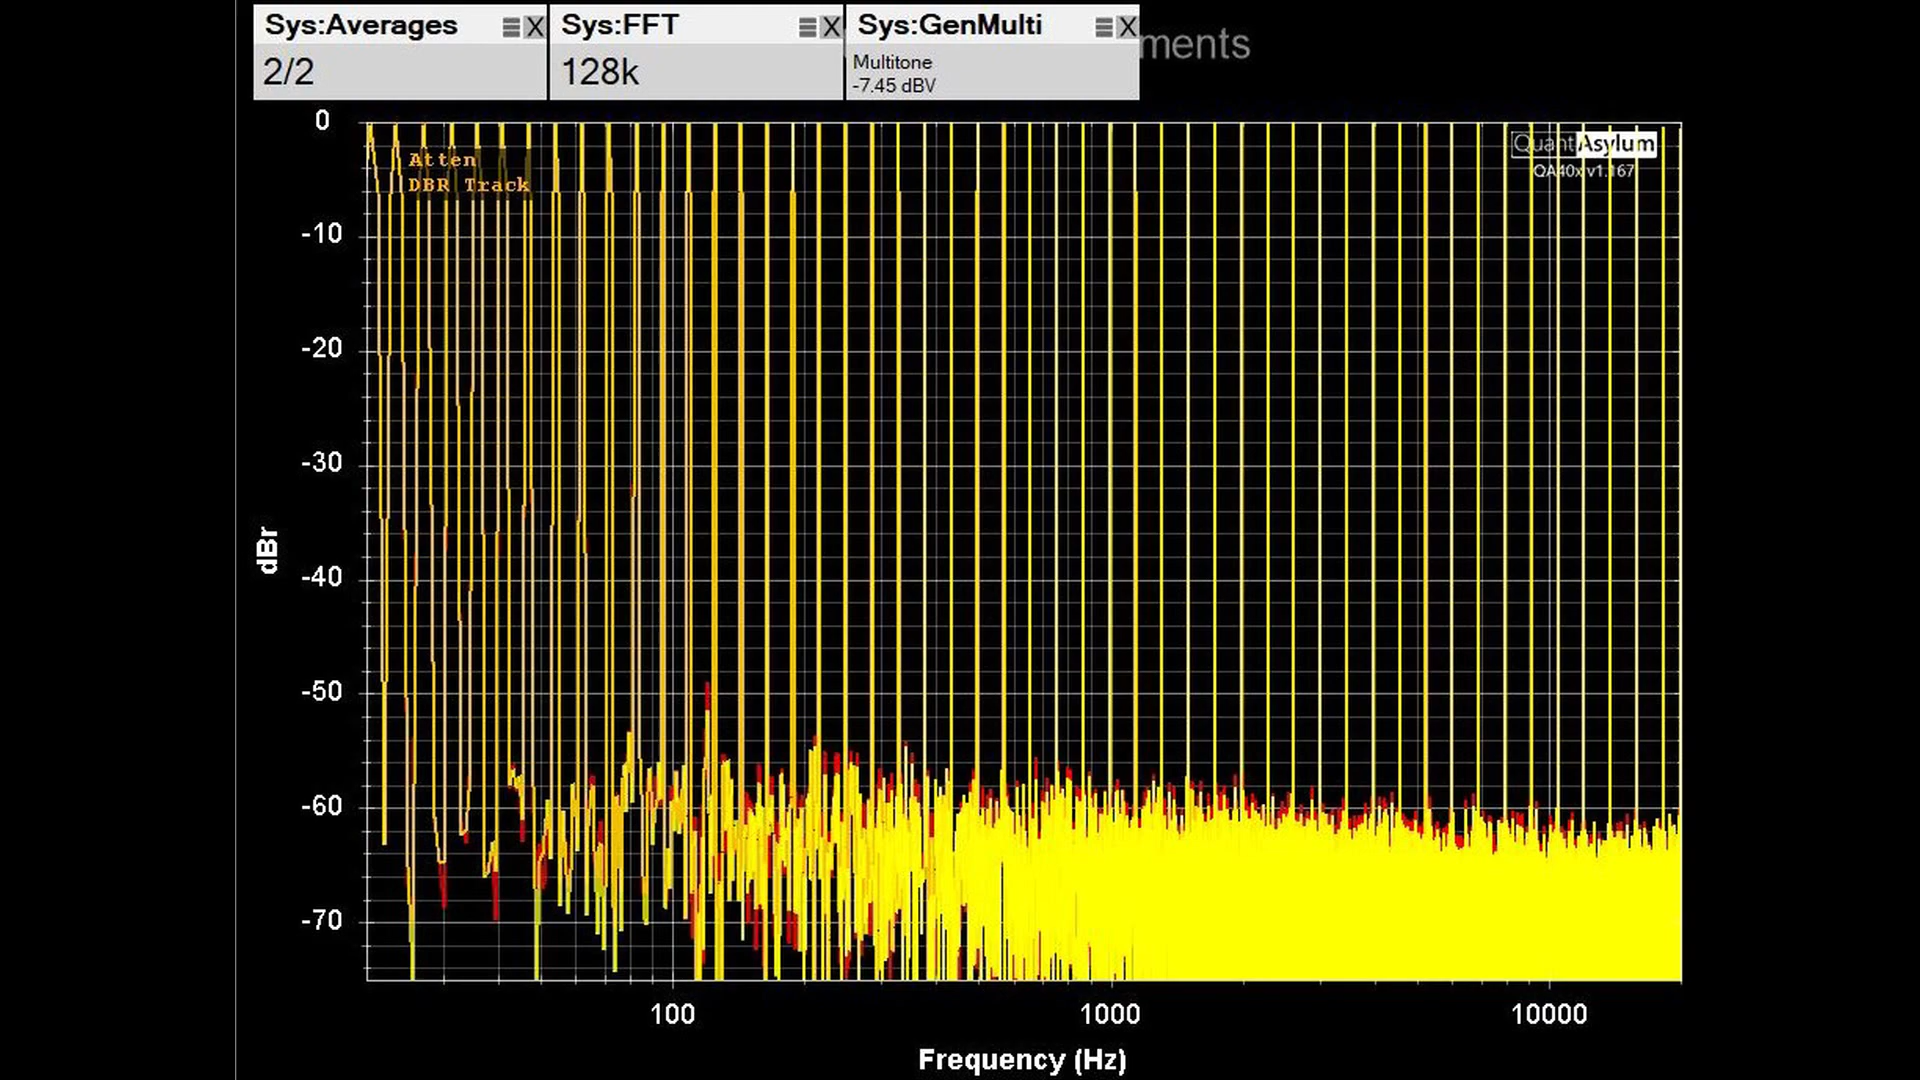 Sys:Averages
X
Sys:FFT
X
Sys:GenMulti
X
ments
2/2
128k
Multitone
-7.45 dBV
0
Atten
DBR Track
QuantAsylum
QA40x v1.167
-10
-20
-30
-40
-50
-60
-70
dBr
100
1000
10000
Frequency (Hz)